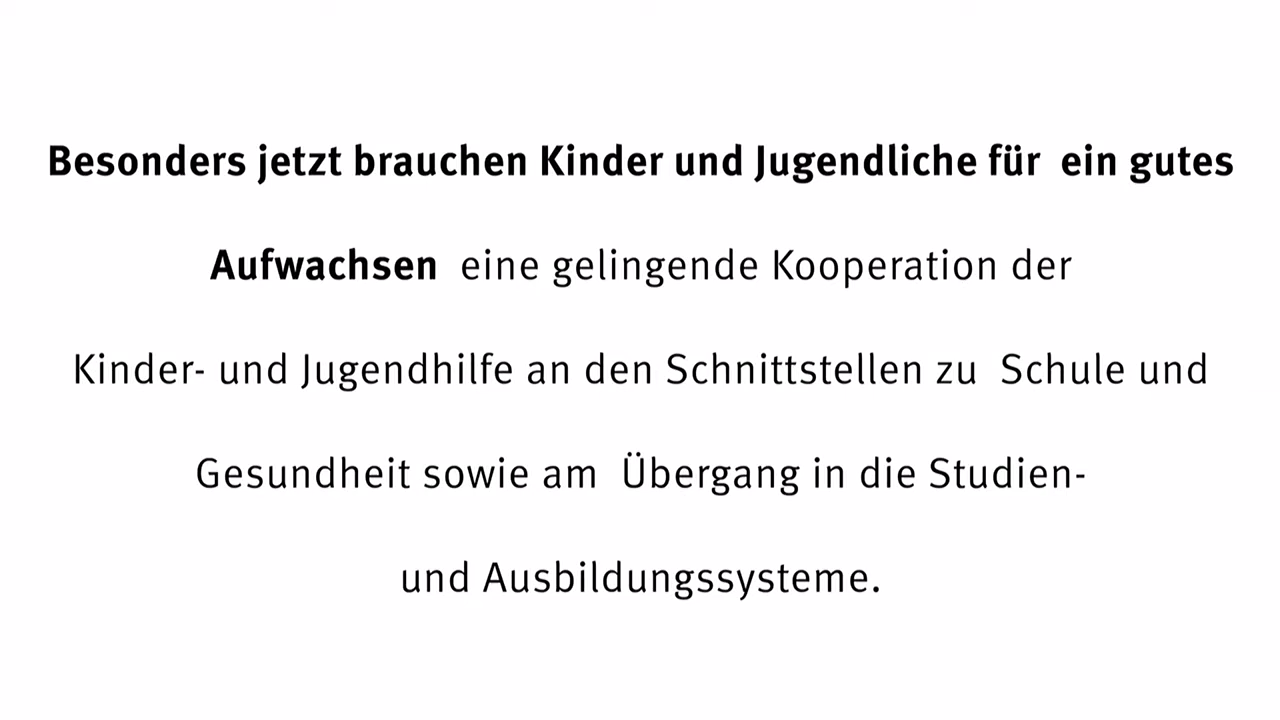 Besonders jetzt brauchen Kinder und Jugendliche für ein gutes
Aufwachsen eine gelingende Kooperation der
Kinder- und Jugendhilfe an den Schnittstellen zu Schule und
Gesundheit sowie am Übergang in die Studien-
und Ausbildungssysteme.